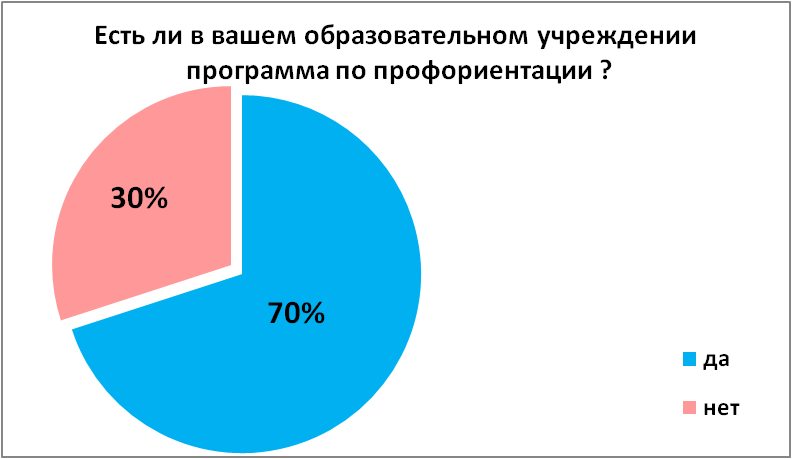 Есть ли в вашем образовательном учреждении
программа по профориентации ?
30%
70%
да
нет